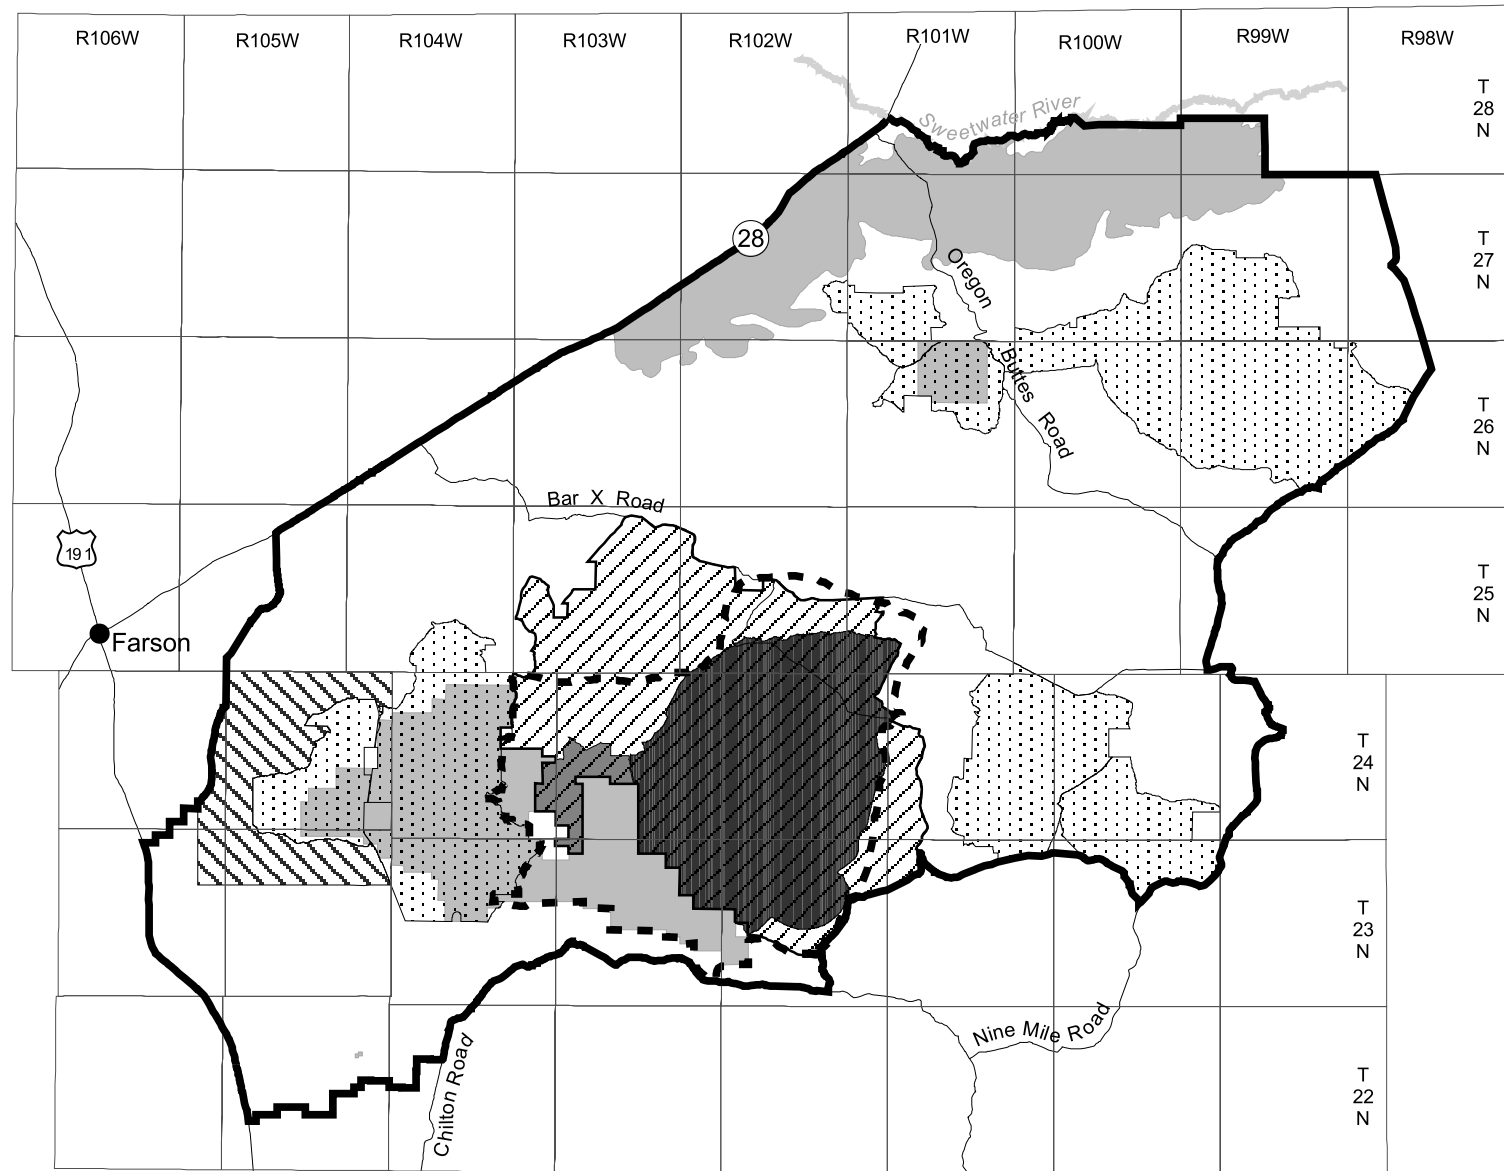 R106W
R105W
R104W
R103W
R102W
R101W
R100W
R99W
R98W
T
28
N
Sweetwater River
28
T
27
N
Oregon
Buttes
Road
T
26
N
Bar X Road
191
T
25
N
Farson
T
24
N
T
23
N
Nine Mile Road
Chilton Road
T
22
N